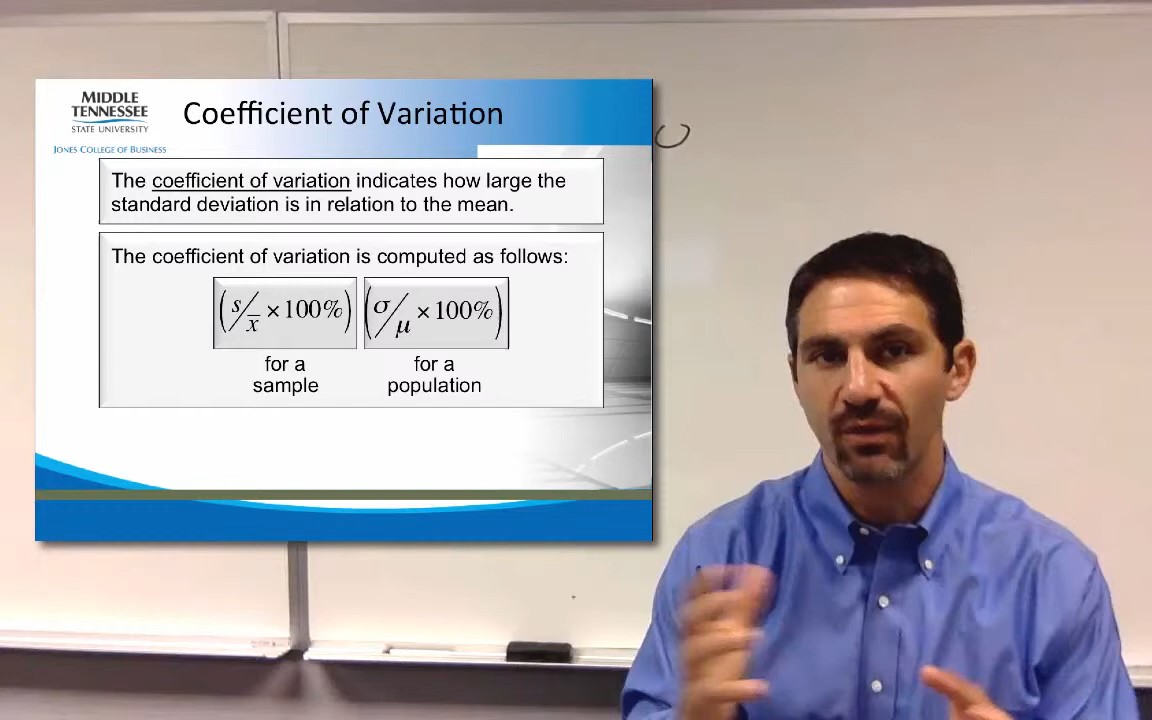 MIDDLE
TENNESSEE
STATE UNIVERSITY
JONES COLLEGE OF BUSINESS
Coefficient of Variation
The coefficient of variation indicates how large the
standard deviation is in relation to the mean.
The coefficient of variation is computed as follows:
(s/x̄ × 100%) (σ/μ × 100%)
for a for a
sample population